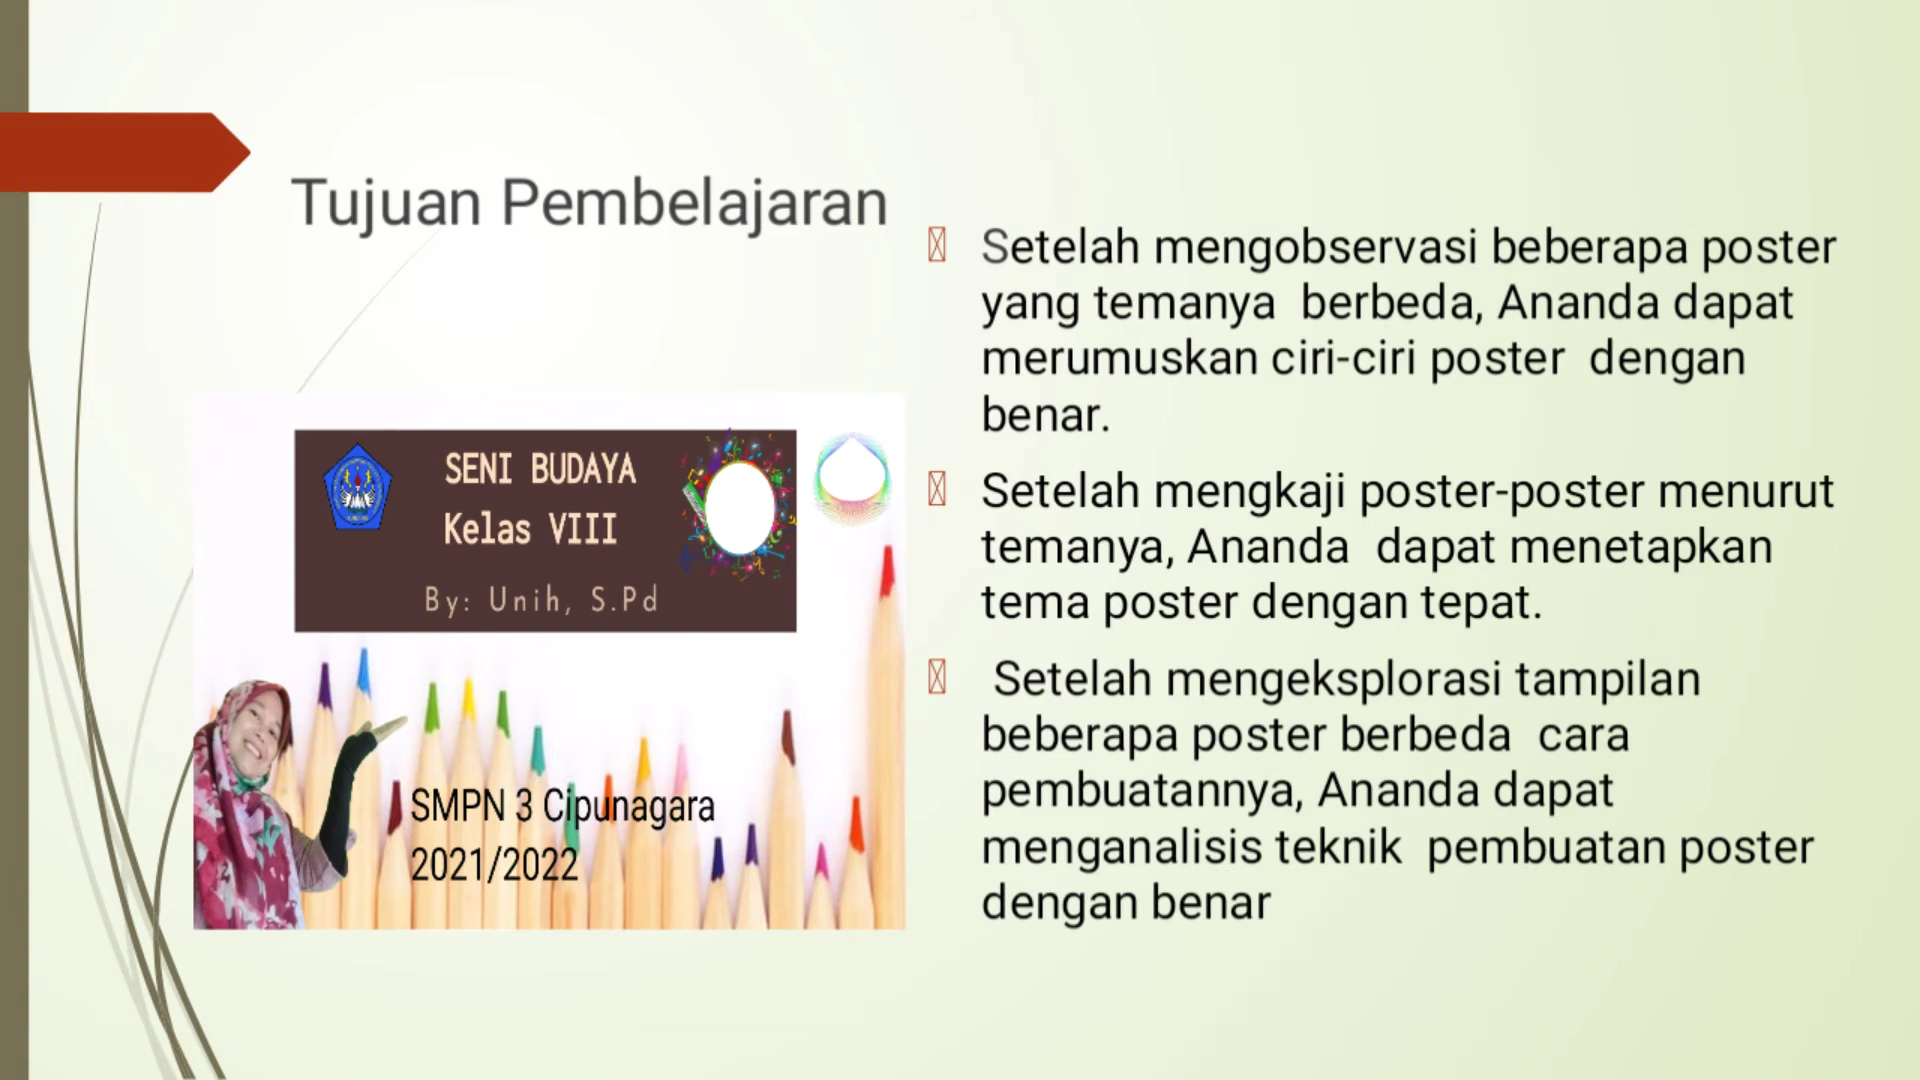 Tujuan Pembelajaran
SENI BUDAYA
Kelas VIII
By: Unih, S.Pd
SMPN 3 Cipunagara
2021/2022
Setelah mengobservasi beberapa poster
yang temanya berbeda, Ananda dapat
merumuskan ciri-ciri poster dengan
benar.
Setelah mengkaji poster-poster menurut
temanya, Ananda dapat menetapkan
tema poster dengan tepat.
Setelah mengeksplorasi tampilan
beberapa poster berbeda cara
pembuatannya, Ananda dapat
menganalisis teknik pembuatan poster
dengan benar